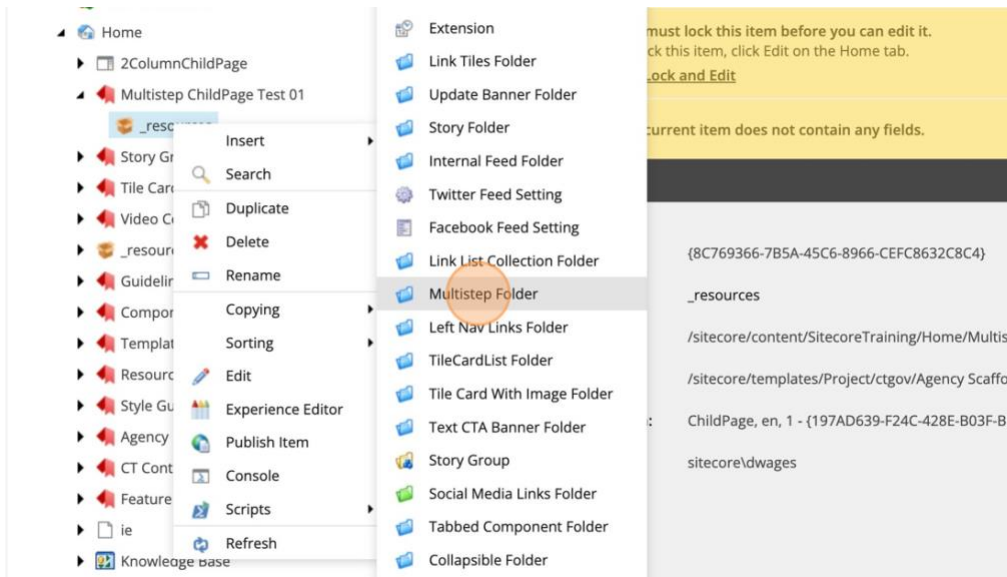 Home
2ColumnChildPage
Multistep ChildPage Test 01
_resources
Story Gr
Tile Card
Video Co
_resour
Guidelin
Compor
Templat
Resourc
Style Gu
Agency
CT Cont
Feature
ie
Knowledge Base
Insert
Search
Duplicate
Delete
Rename
Copying
Sorting
Edit
Experience Editor
Publish Item
Console
Scripts
Refresh
Extension
Link Tiles Folder
Update Banner Folder
Story Folder
Internal Feed Folder
Twitter Feed Setting
Facebook Feed Setting
Link List Collection Folder
Multistep Folder
Left Nav Links Folder
TileCardList Folder
Tile Card With Image Folder
Text CTA Banner Folder
Story Group
Social Media Links Folder
Tabbed Component Folder
Collapsible Folder
must lock this item before you can edit it.
ck this item, click Edit on the Home tab.
Lock and Edit
current item does not contain any fields.
{8C769366-7B5A-45C6-8966-CEFC8632C8C4}
_resources
/sitecore/content/SitecoreTraining/Home/Multis
/sitecore/templates/Project/ctgov/Agency Scaffo
: ChildPage, en, 1 - {197AD639-F24C-428E-B03F-B
sitecore\dwages